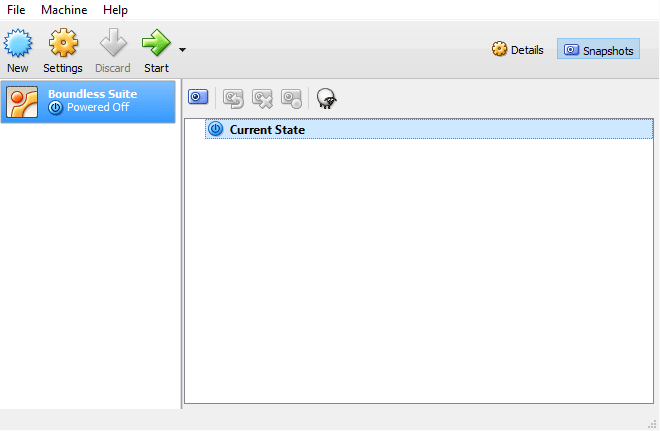 File Machine Help
New Settings Discard Start Details Snapshots
Boundless Suite
Powered Off
Current State